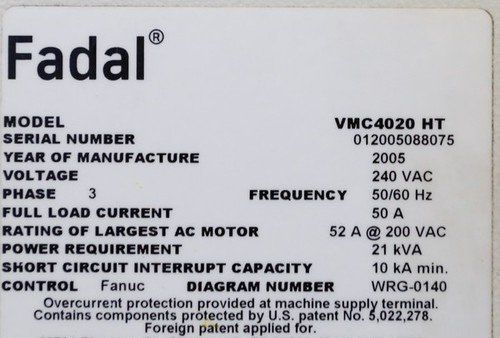 Fadal®
MODEL VMC4020 HT
SERIAL NUMBER 012005088075
YEAR OF MANUFACTURE 2005
VOLTAGE 240 VAC
PHASE 3 FREQUENCY 50/60 Hz
FULL LOAD CURRENT 50 A
RATING OF LARGEST AC MOTOR 52 A @ 200 VAC
POWER REQUIREMENT 21 kVA
SHORT CIRCUIT INTERRUPT CAPACITY 10 kA min.
CONTROL Fanuc DIAGRAM NUMBER WRG-0140
Overcurrent protection provided at machine supply terminal.
Contains components protected by U.S. patent No. 5,022,278.
Foreign patent applied for.